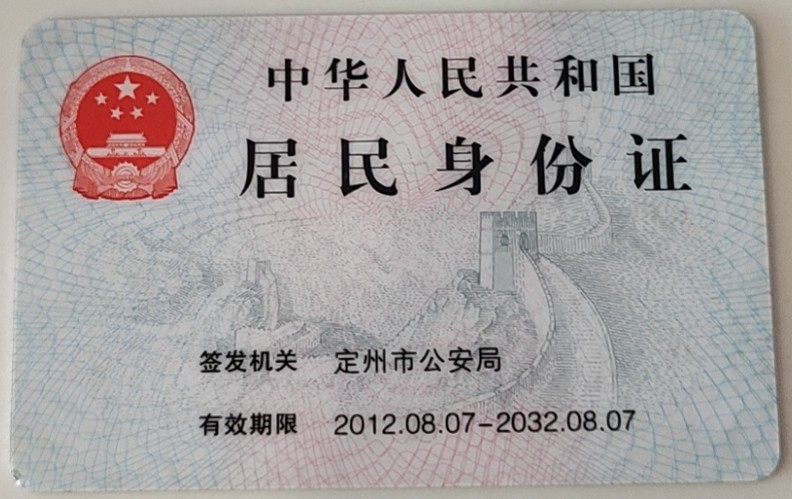 中华人民共和国
居民身份证
签发机关 定州市公安局
有效期限 2012.08.07-2032.08.07